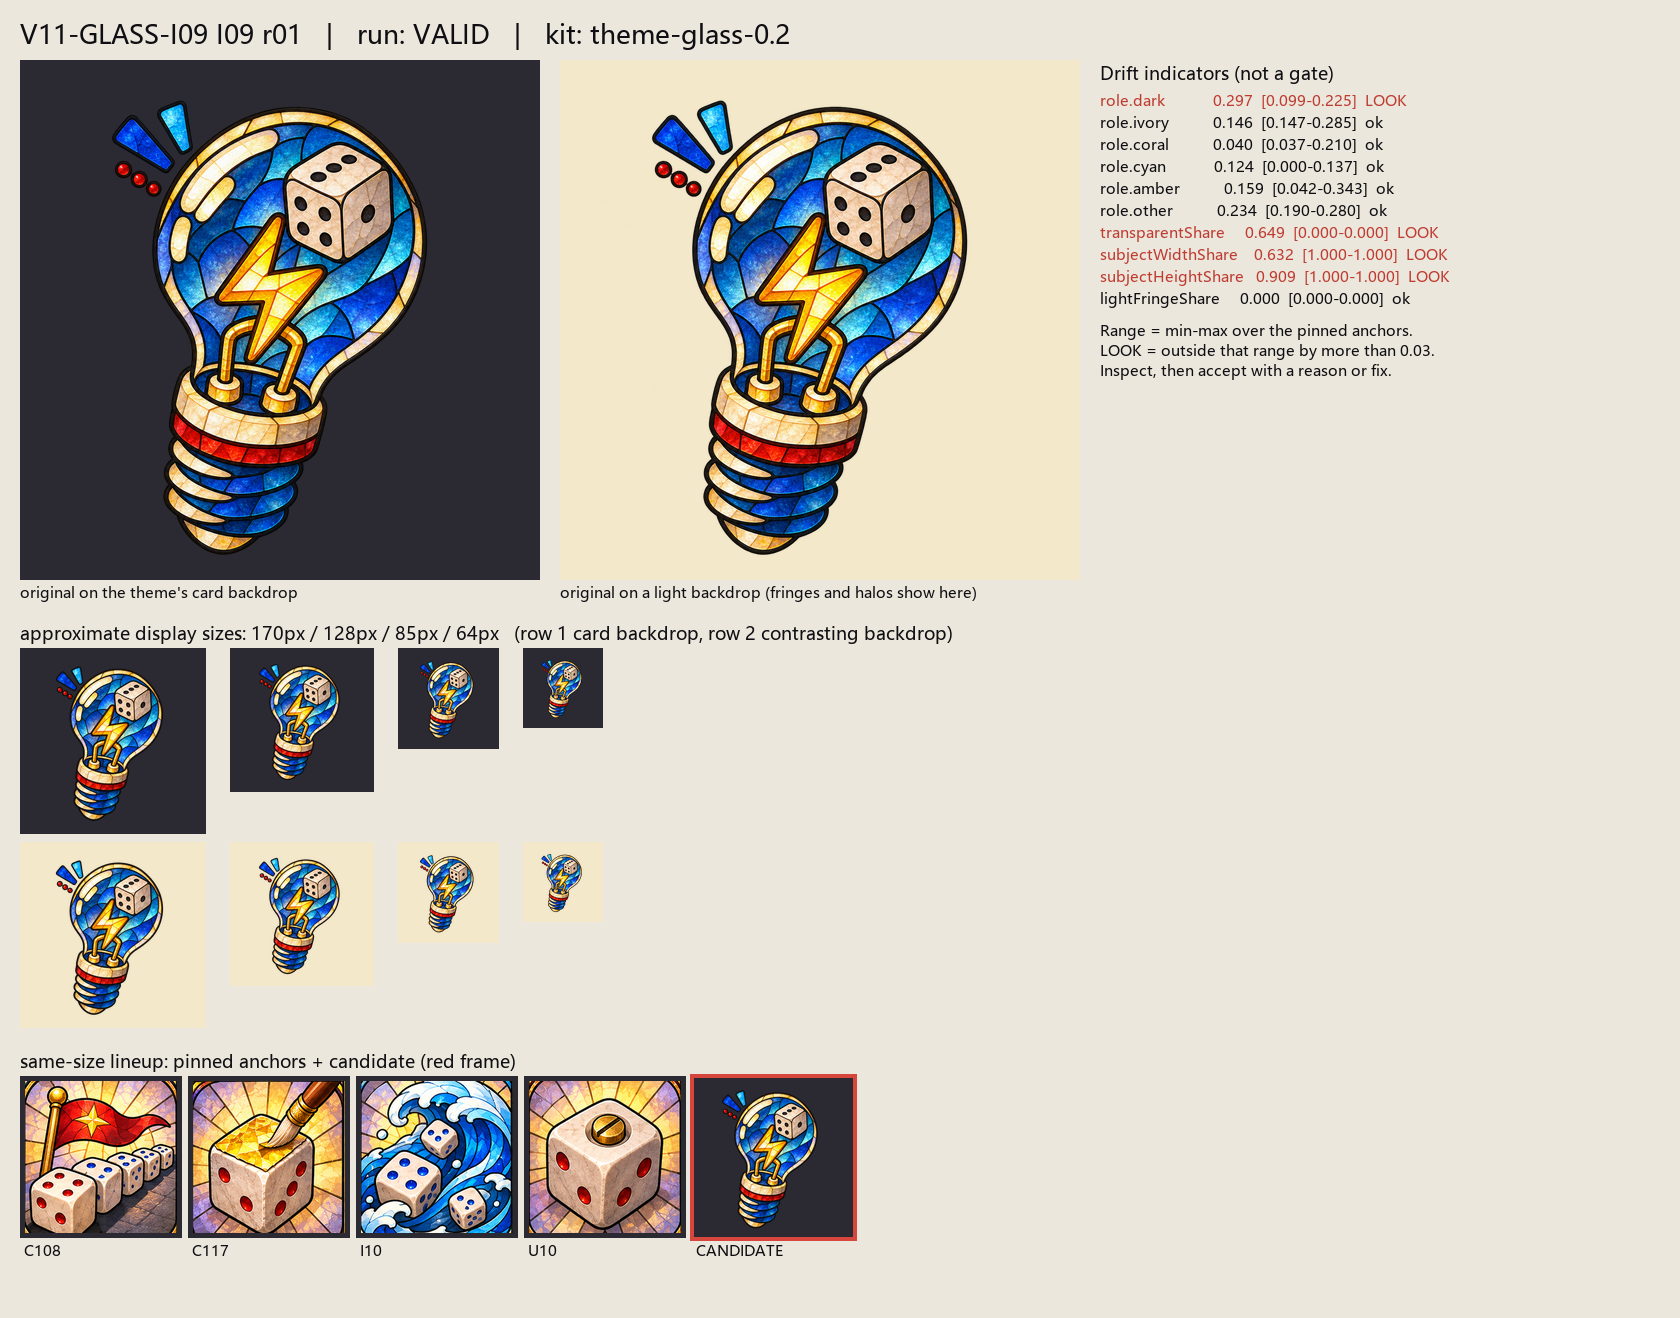 V11-GLASS-I09 I09 r01 | run: VALID | kit: theme-glass-0.2
Drift indicators (not a gate)
role.dark 0.297 [0.099-0.225] LOOK
role.ivory 0.146 [0.147-0.285] ok
role.coral 0.040 [0.037-0.210] ok
role.cyan 0.124 [0.000-0.137] ok
role.amber 0.159 [0.042-0.343] ok
role.other 0.234 [0.190-0.280] ok
transparentShare 0.649 [0.000-0.000] LOOK
subjectWidthShare 0.632 [1.000-1.000] LOOK
subjectHeightShare 0.909 [1.000-1.000] LOOK
lightFringeShare 0.000 [0.000-0.000] ok
Range = min-max over the pinned anchors.
LOOK = outside that range by more than 0.03.
Inspect, then accept with a reason or fix.
original on the theme's card backdrop
original on a light backdrop (fringes and halos show here)
approximate display sizes: 170px / 128px / 85px / 64px (row 1 card backdrop, row 2 contrasting backdrop)
same-size lineup: pinned anchors + candidate (red frame)
C108
C117
I10
U10
CANDIDATE